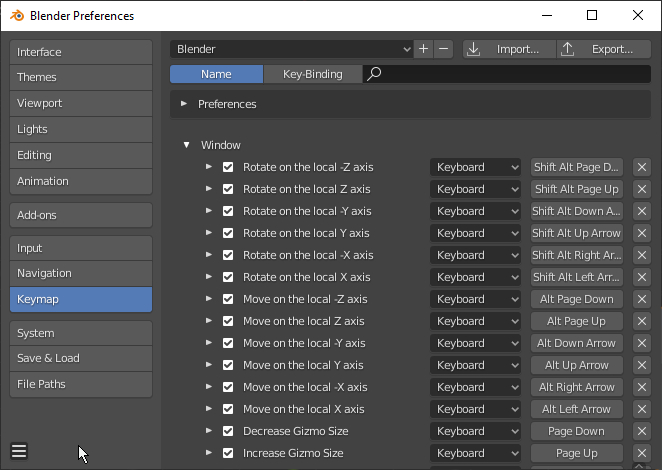 Blender Preferences
Interface
Themes
Viewport
Lights
Editing
Animation
Add-ons
Input
Navigation
Keymap
System
Save & Load
File Paths
Blender
Import...
Export...
Name
Key-Binding
Preferences
Window
Rotate on the local -Z axis Keyboard Shift Alt Page D...
Rotate on the local Z axis Keyboard Shift Alt Page Up
Rotate on the local -Y axis Keyboard Shift Alt Down A...
Rotate on the local Y axis Keyboard Shift Alt Up Arrow
Rotate on the local -X axis Keyboard Shift Alt Right Ar...
Rotate on the local X axis Keyboard Shift Alt Left Arr...
Move on the local -Z axis Keyboard Alt Page Down
Move on the local Z axis Keyboard Alt Page Up
Move on the local -Y axis Keyboard Alt Down Arrow
Move on the local Y axis Keyboard Alt Up Arrow
Move on the local -X axis Keyboard Alt Right Arrow
Move on the local X axis Keyboard Alt Left Arrow
Decrease Gizmo Size Keyboard Page Down
Increase Gizmo Size Keyboard Page Up